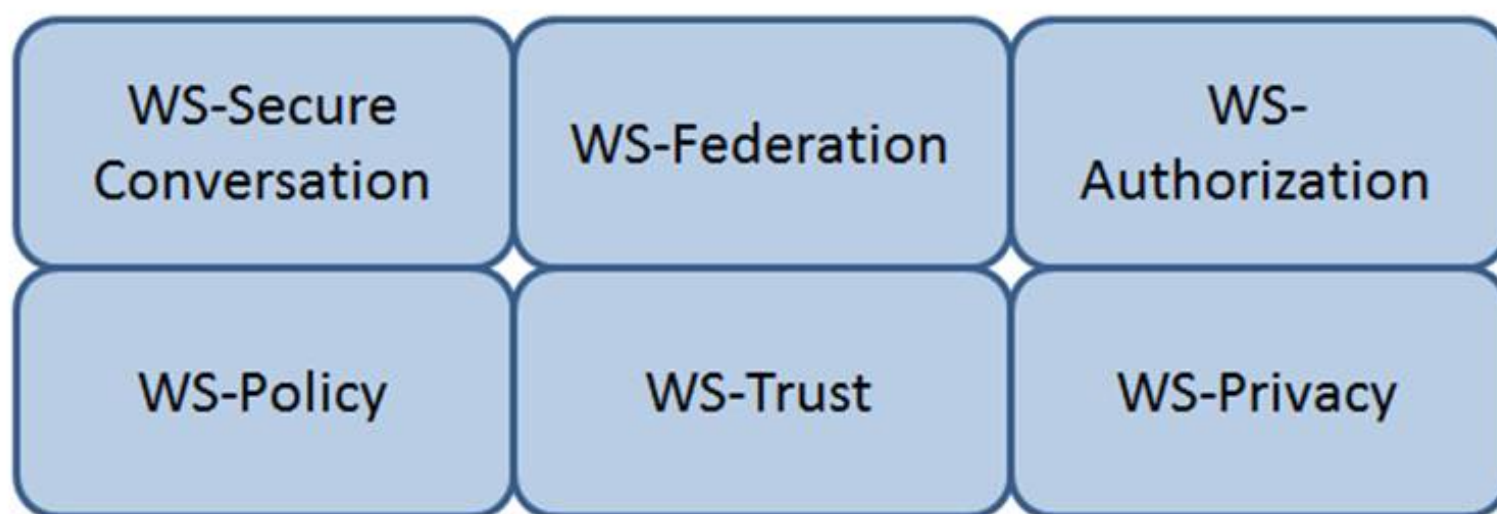 WS-Secure
Conversation
WS-Federation
WS-
Authorization
WS-Policy
WS-Trust
WS-Privacy